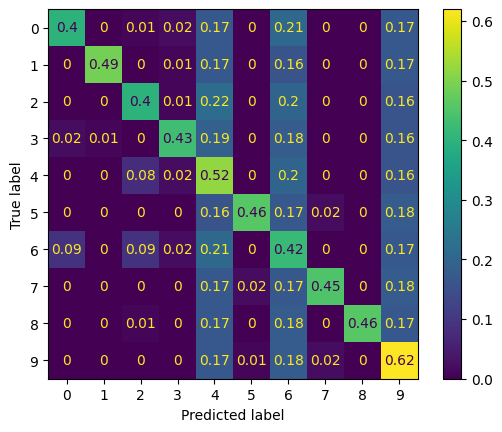 0 0.4 0 0.01 0.02 0.17 0 0.21 0 0 0.17 0.6
1 0 0.49 0 0.01 0.17 0 0.16 0 0 0.17
2 0 0 0.4 0.01 0.22 0 0.2 0 0 0.16 0.5
3 0.02 0.01 0 0.43 0.19 0 0.18 0 0 0.16
4 0 0 0.08 0.02 0.52 0 0.2 0 0 0.16 0.4
5 0 0 0 0 0.16 0.46 0.17 0.02 0 0.18 0.3
6 0.09 0 0.09 0.02 0.21 0 0.42 0 0 0.17
7 0 0 0 0 0.17 0.02 0.17 0.45 0 0.18 0.2
8 0 0 0.01 0 0.17 0 0.18 0 0.46 0.17 0.1
9 0 0 0 0 0.17 0.01 0.18 0.02 0 0.62 0.0
0 1 2 3 4 5 6 7 8 9
Predicted label
True label